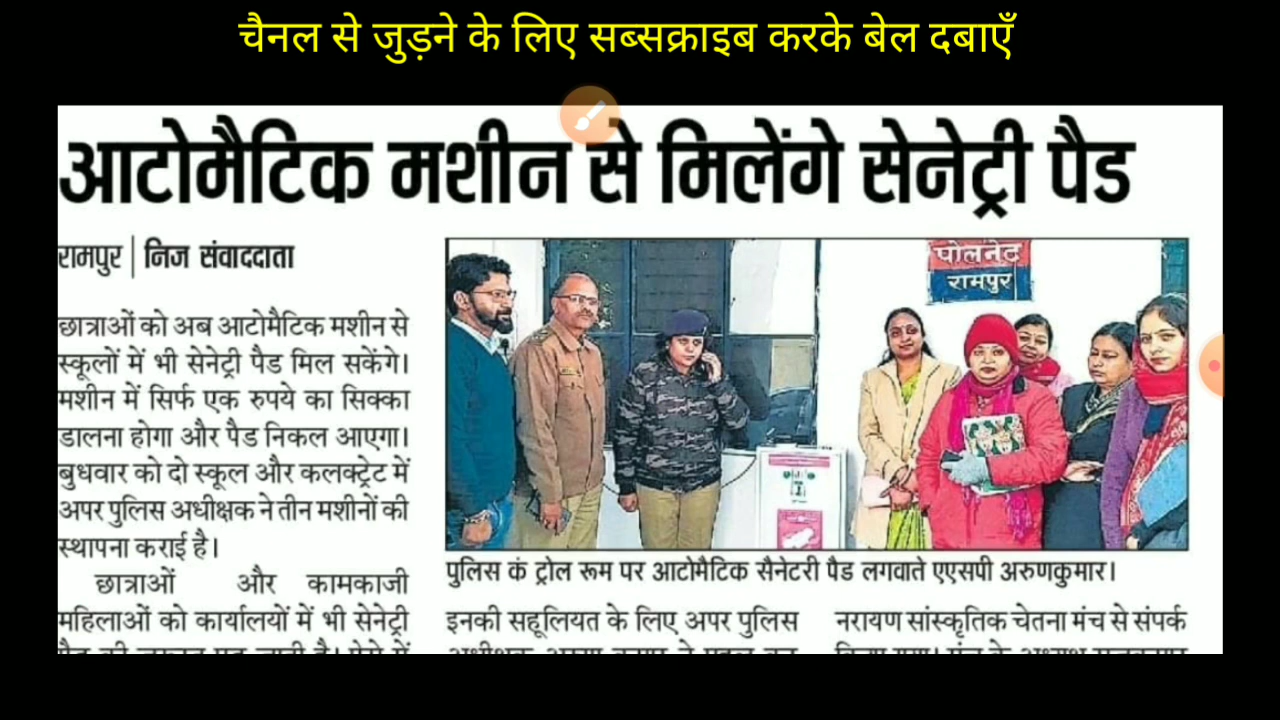 चैनल से जुड़ने के लिए सब्सक्राइब करके बेल दबाएँ
आटोमैटिक मशीन से मिलेंगे सेनेट्री पैड
रामपुर | निज संवाददाता
छात्राओं को अब आटोमैटिक मशीन से
स्कूलों में भी सेनेट्री पैड मिल सकेंगे।
मशीन में सिर्फ एक रुपये का सिक्का
डालना होगा और पैड निकल आएगा।
बुधवार को दो स्कूल और कलक्ट्रेट में
अपर पुलिस अधीक्षक ने तीन मशीनों की
स्थापना कराई है।
छात्राओं और कामकाजी
महिलाओं को कार्यालयों में भी सेनेट्री
पोलनेट
रामपुर
पुलिस कं ट्रोल रूम पर आटोमैटिक सैनेटरी पैड लगवाते एएसपी अरुणकुमार।
इनकी सहूलियत के लिए अपर पुलिस
नरायण सांस्कृतिक चेतना मंच से संपर्क